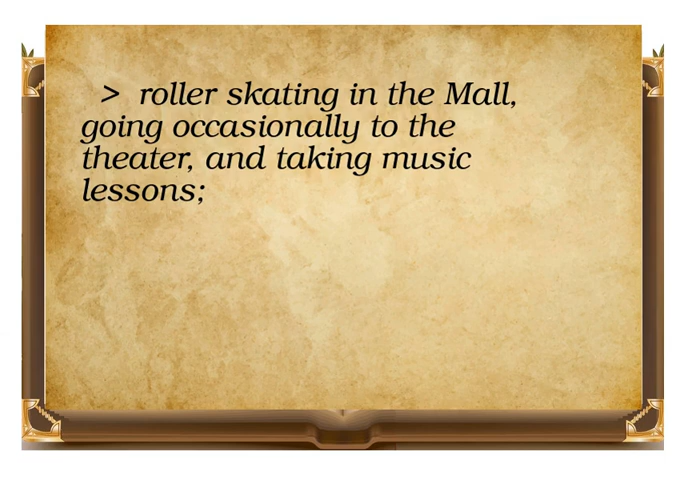 > roller skating in the Mall,
going occasionally to the
theater, and taking music
lessons;